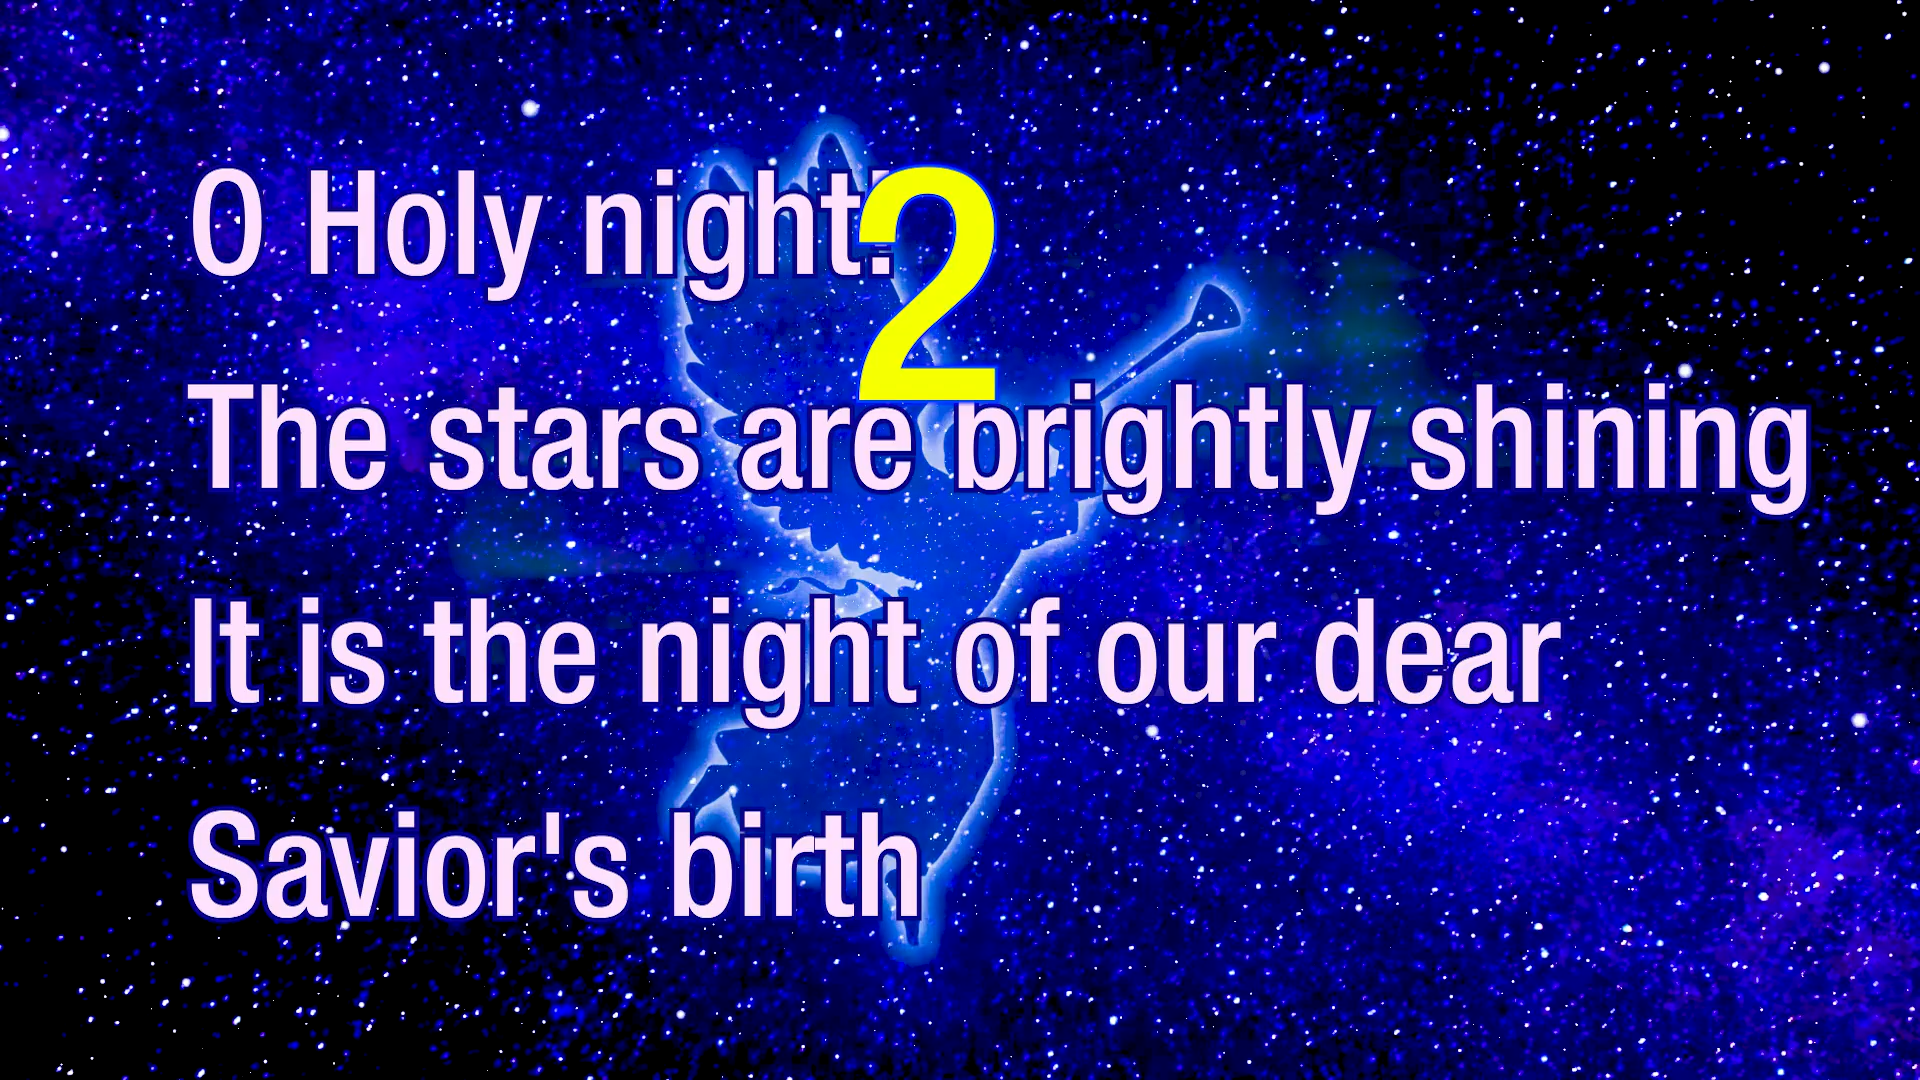 O Holy night!
2
The stars are brightly shining
It is the night of our dear
Savior's birth